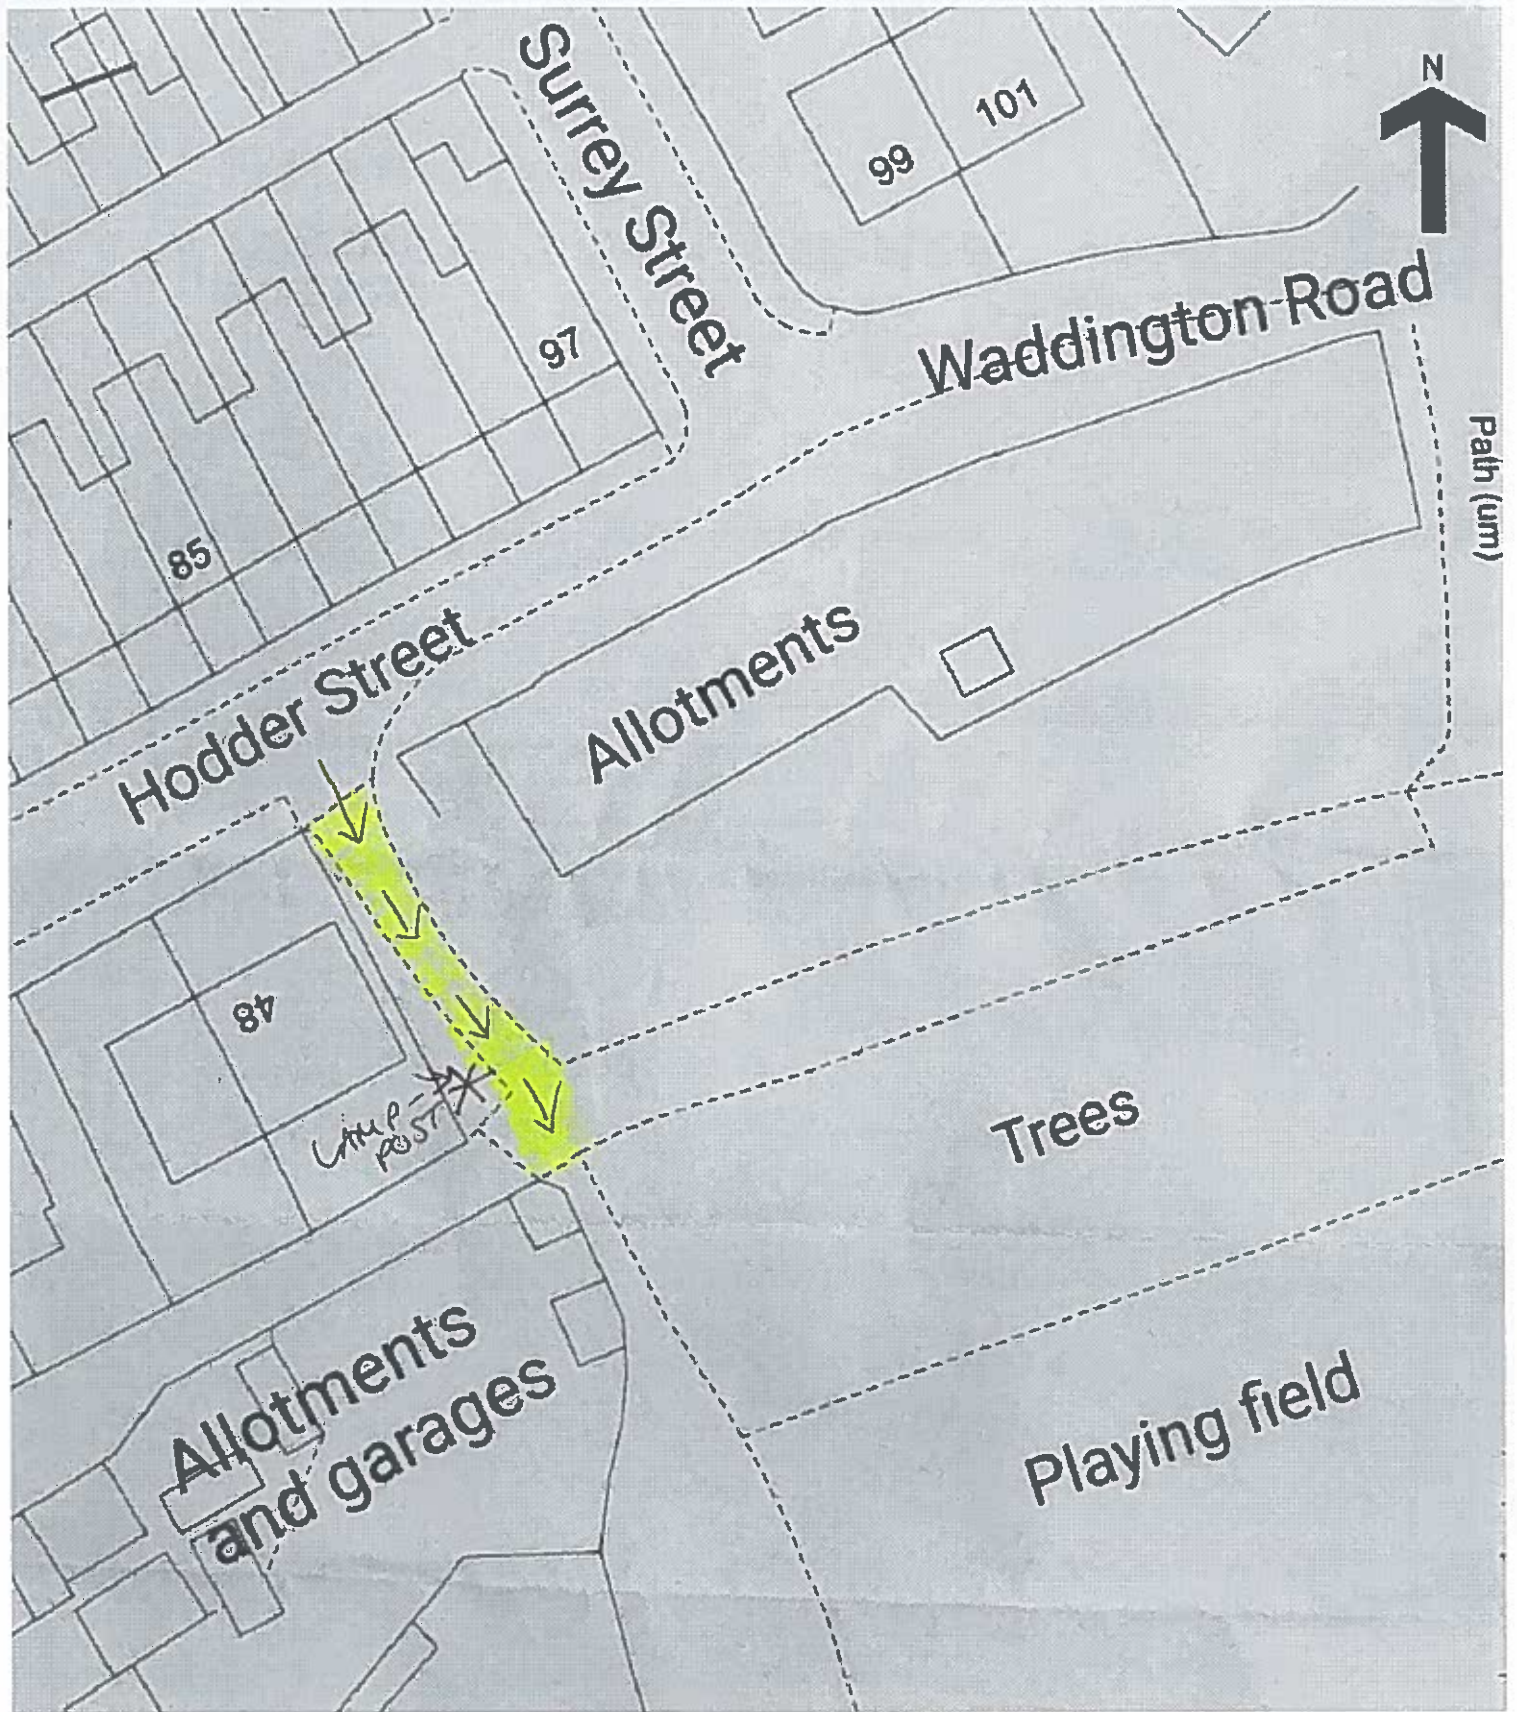 Surrey Street
N
101
99
Waddington Road
97
Path (um)
85
Hodder Street
Allotments
48
LAMP
POST
Trees
Allotments
and garages
Playing field